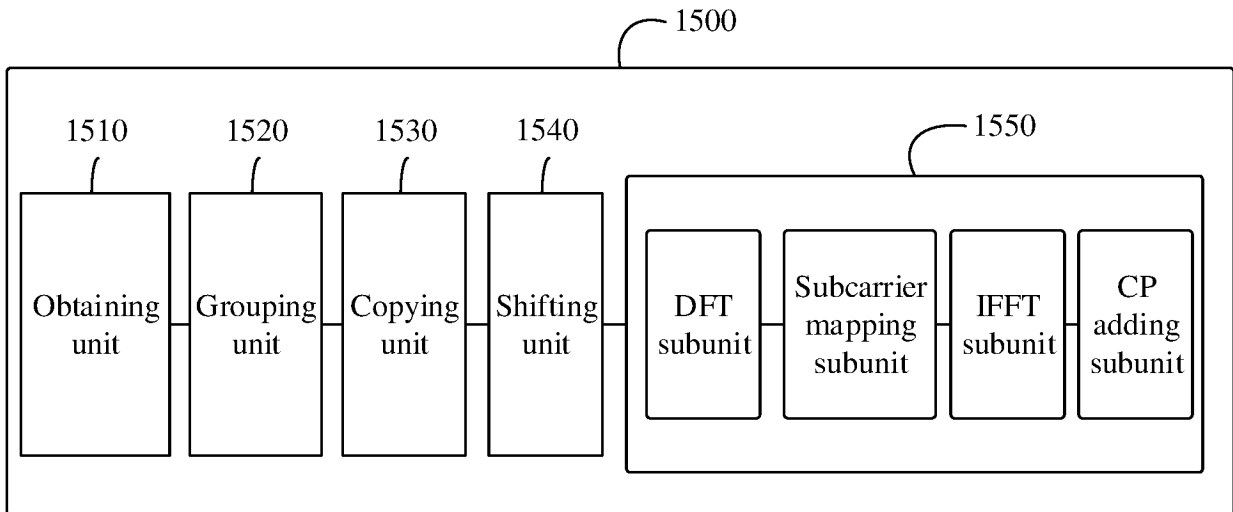 1500
1510
1520
1530
1540
1550
Obtaining
unit
Grouping
unit
Copying
unit
Shifting
unit
DFT
subunit
Subcarrier
mapping
subunit
IFFT
subunit
CP
adding
subunit